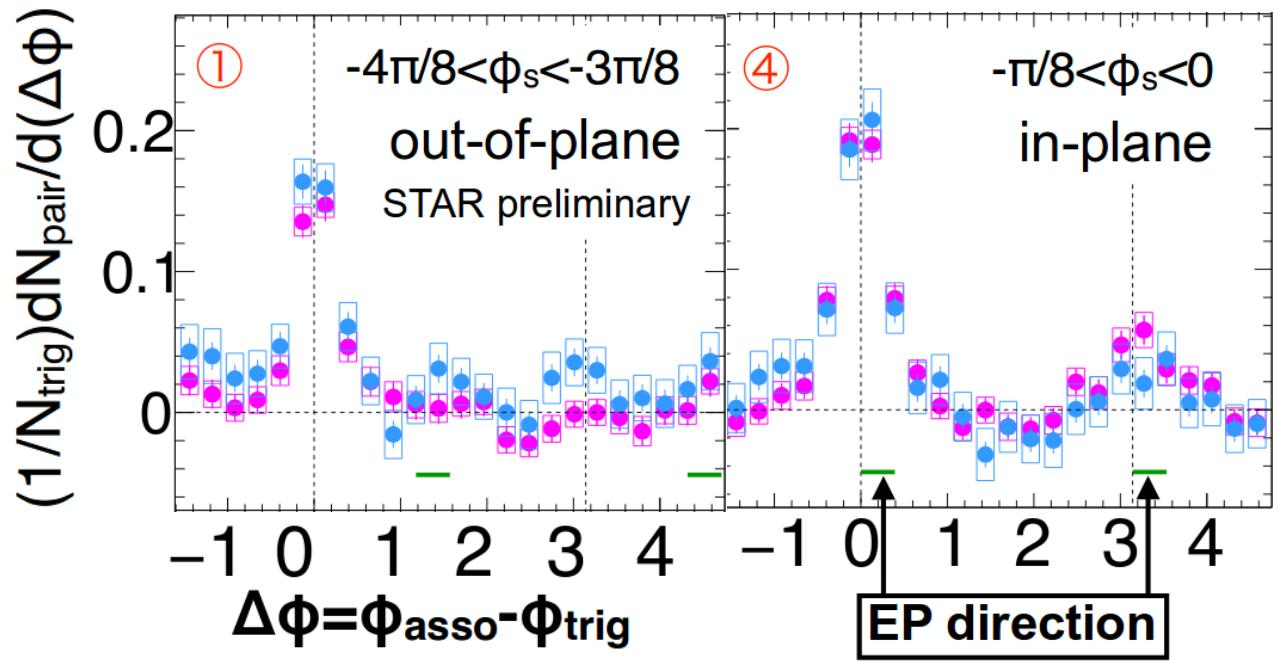 (1/Ntrig)dNpair/d(Δϕ)
① -4π/8<ϕs<-3π/8
out-of-plane
STAR preliminary
④ -π/8<ϕs<0
in-plane
0.2
0.1
0
−1 0 1 2 3 4
−1 0 1 2 3 4
Δϕ=ϕasso-ϕtrig
EP direction